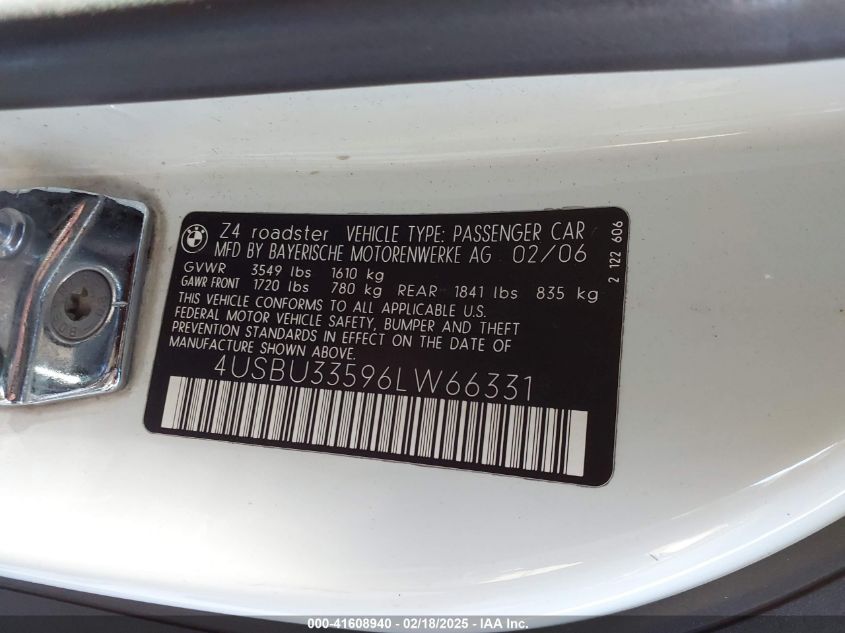 BMW
Z4 roadster VEHICLE TYPE: PASSENGER CAR
MFD BY BAYERISCHE MOTORENWERKE AG 02/06
GVWR 3549 lbs 1610 kg
GAWR FRONT 1720 lbs 780 kg REAR 1841 lbs 835 kg
THIS VEHICLE CONFORMS TO ALL APPLICABLE U.S.
FEDERAL MOTOR VEHICLE SAFETY, BUMPER AND THEFT
PREVENTION STANDARDS IN EFFECT ON THE DATE OF
MANUFACTURE ABOVE.
4USBU33596LW66331
2 122 606
000-41608940 - 02/18/2025 - IAA Inc.